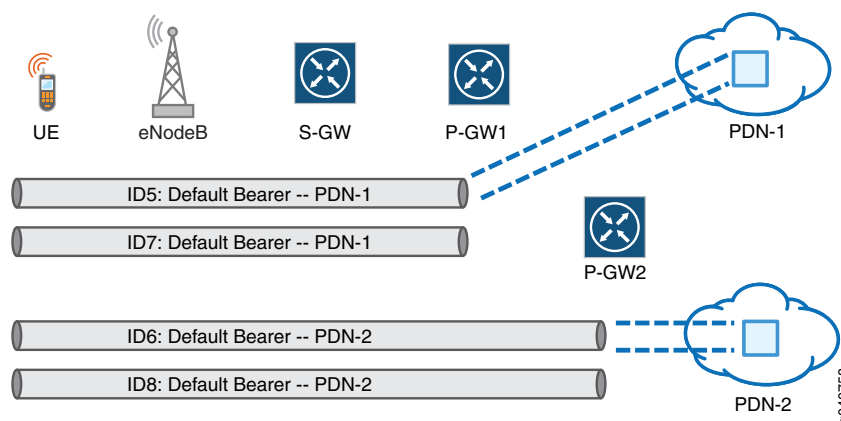 UE
eNodeB
S-GW
P-GW1
PDN-1
ID5: Default Bearer -- PDN-1
ID7: Default Bearer -- PDN-1
P-GW2
ID6: Default Bearer -- PDN-2
ID8: Default Bearer -- PDN-2
PDN-2